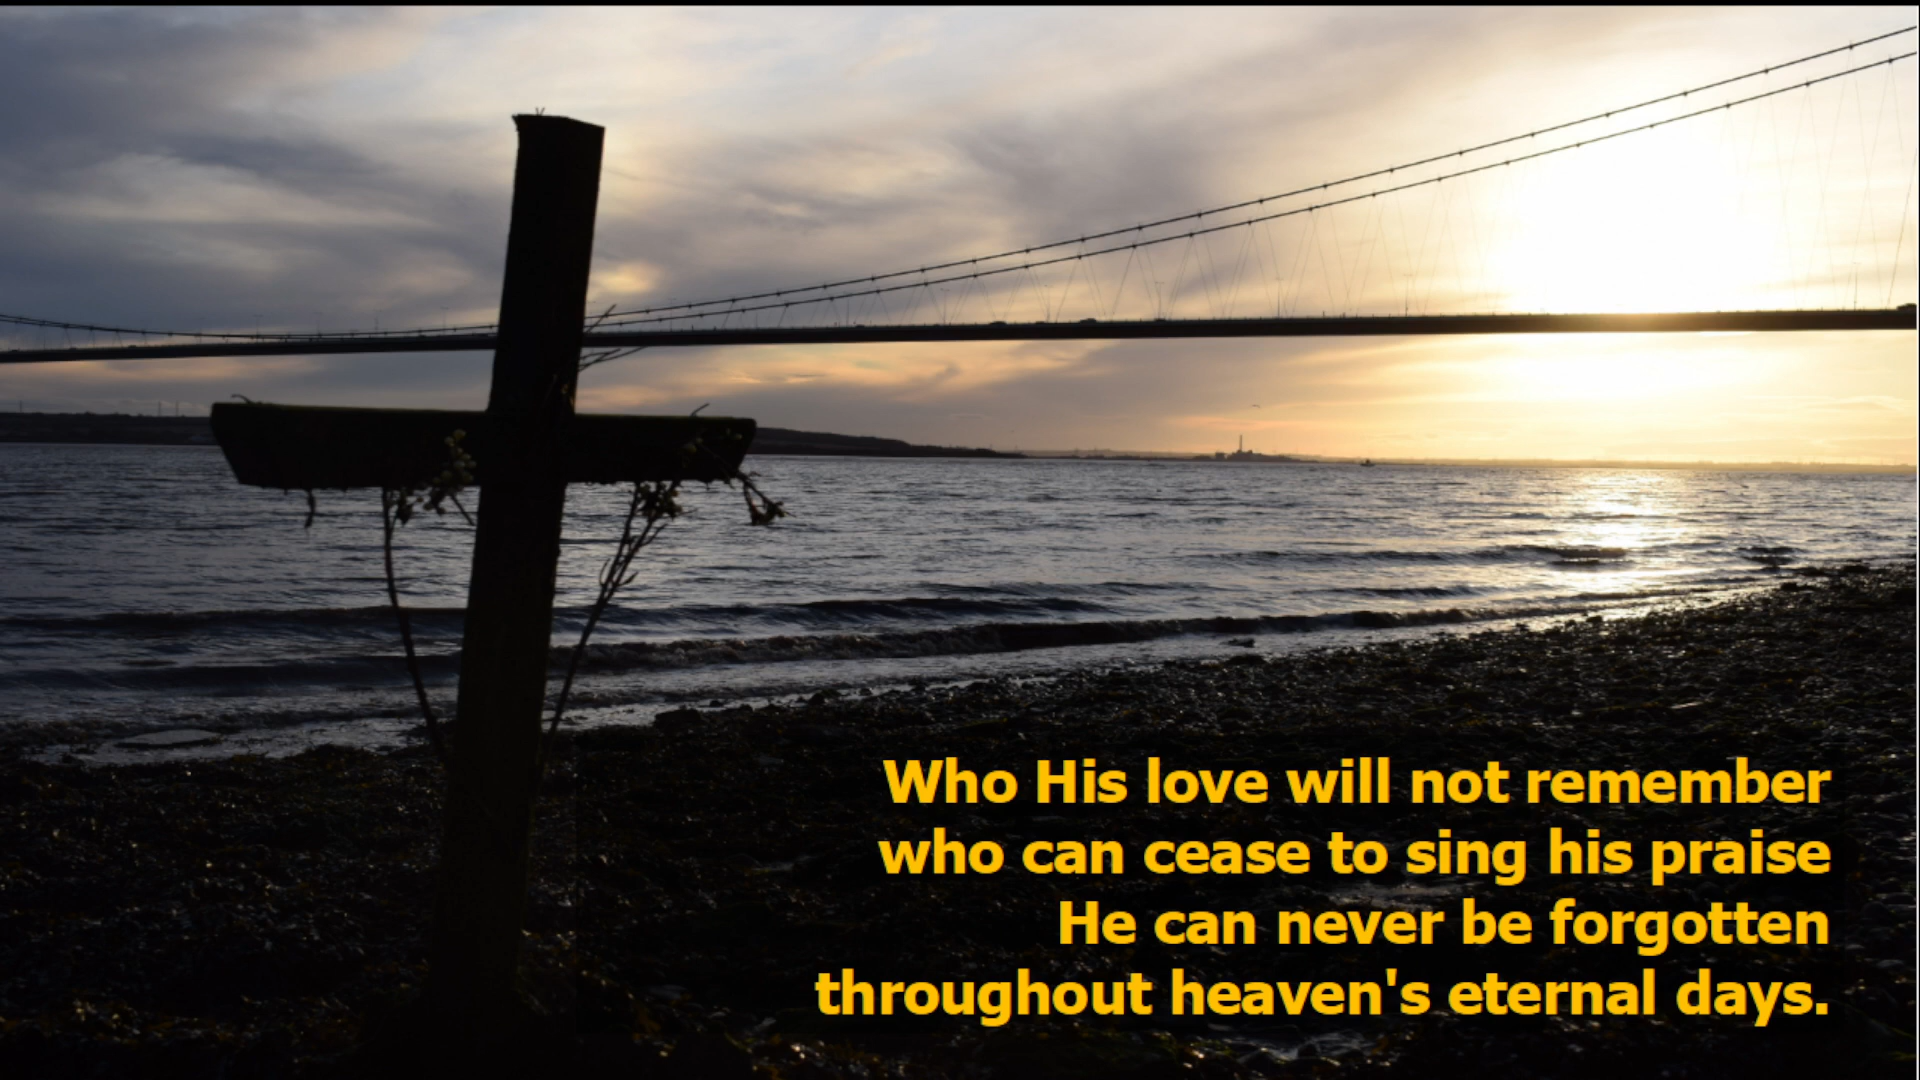 Who His love will not remember
who can cease to sing his praise
He can never be forgotten
throughout heaven's eternal days.